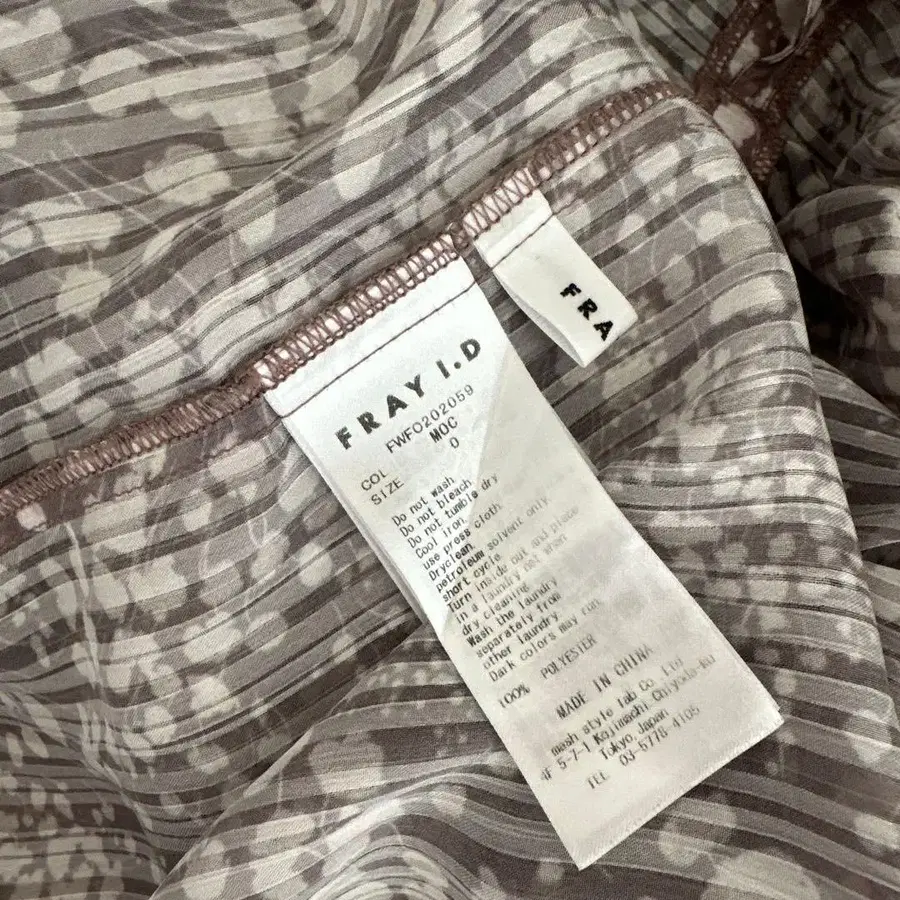 FRA
FRAY I.D
FWFO202059
COL MOC
SIZE 0
Do not wash.
Do not bleach.
Do not tumble dry
Cool iron.
use press cloth.
Dryclean.
petroleum solvent only.
short cycle.
Turn inside out and place
in a laundry net when
dry cleaning.
Wash the laundry
separately from
other laundry.
Dark colors may run.
100% POLYESTER
MADE IN CHINA
mash style lab Co.,Ltd.
4F 5-7-1 Kojimachi, Chiyoda-ku
Tokyo, Japan
TEL 03-5778-4105